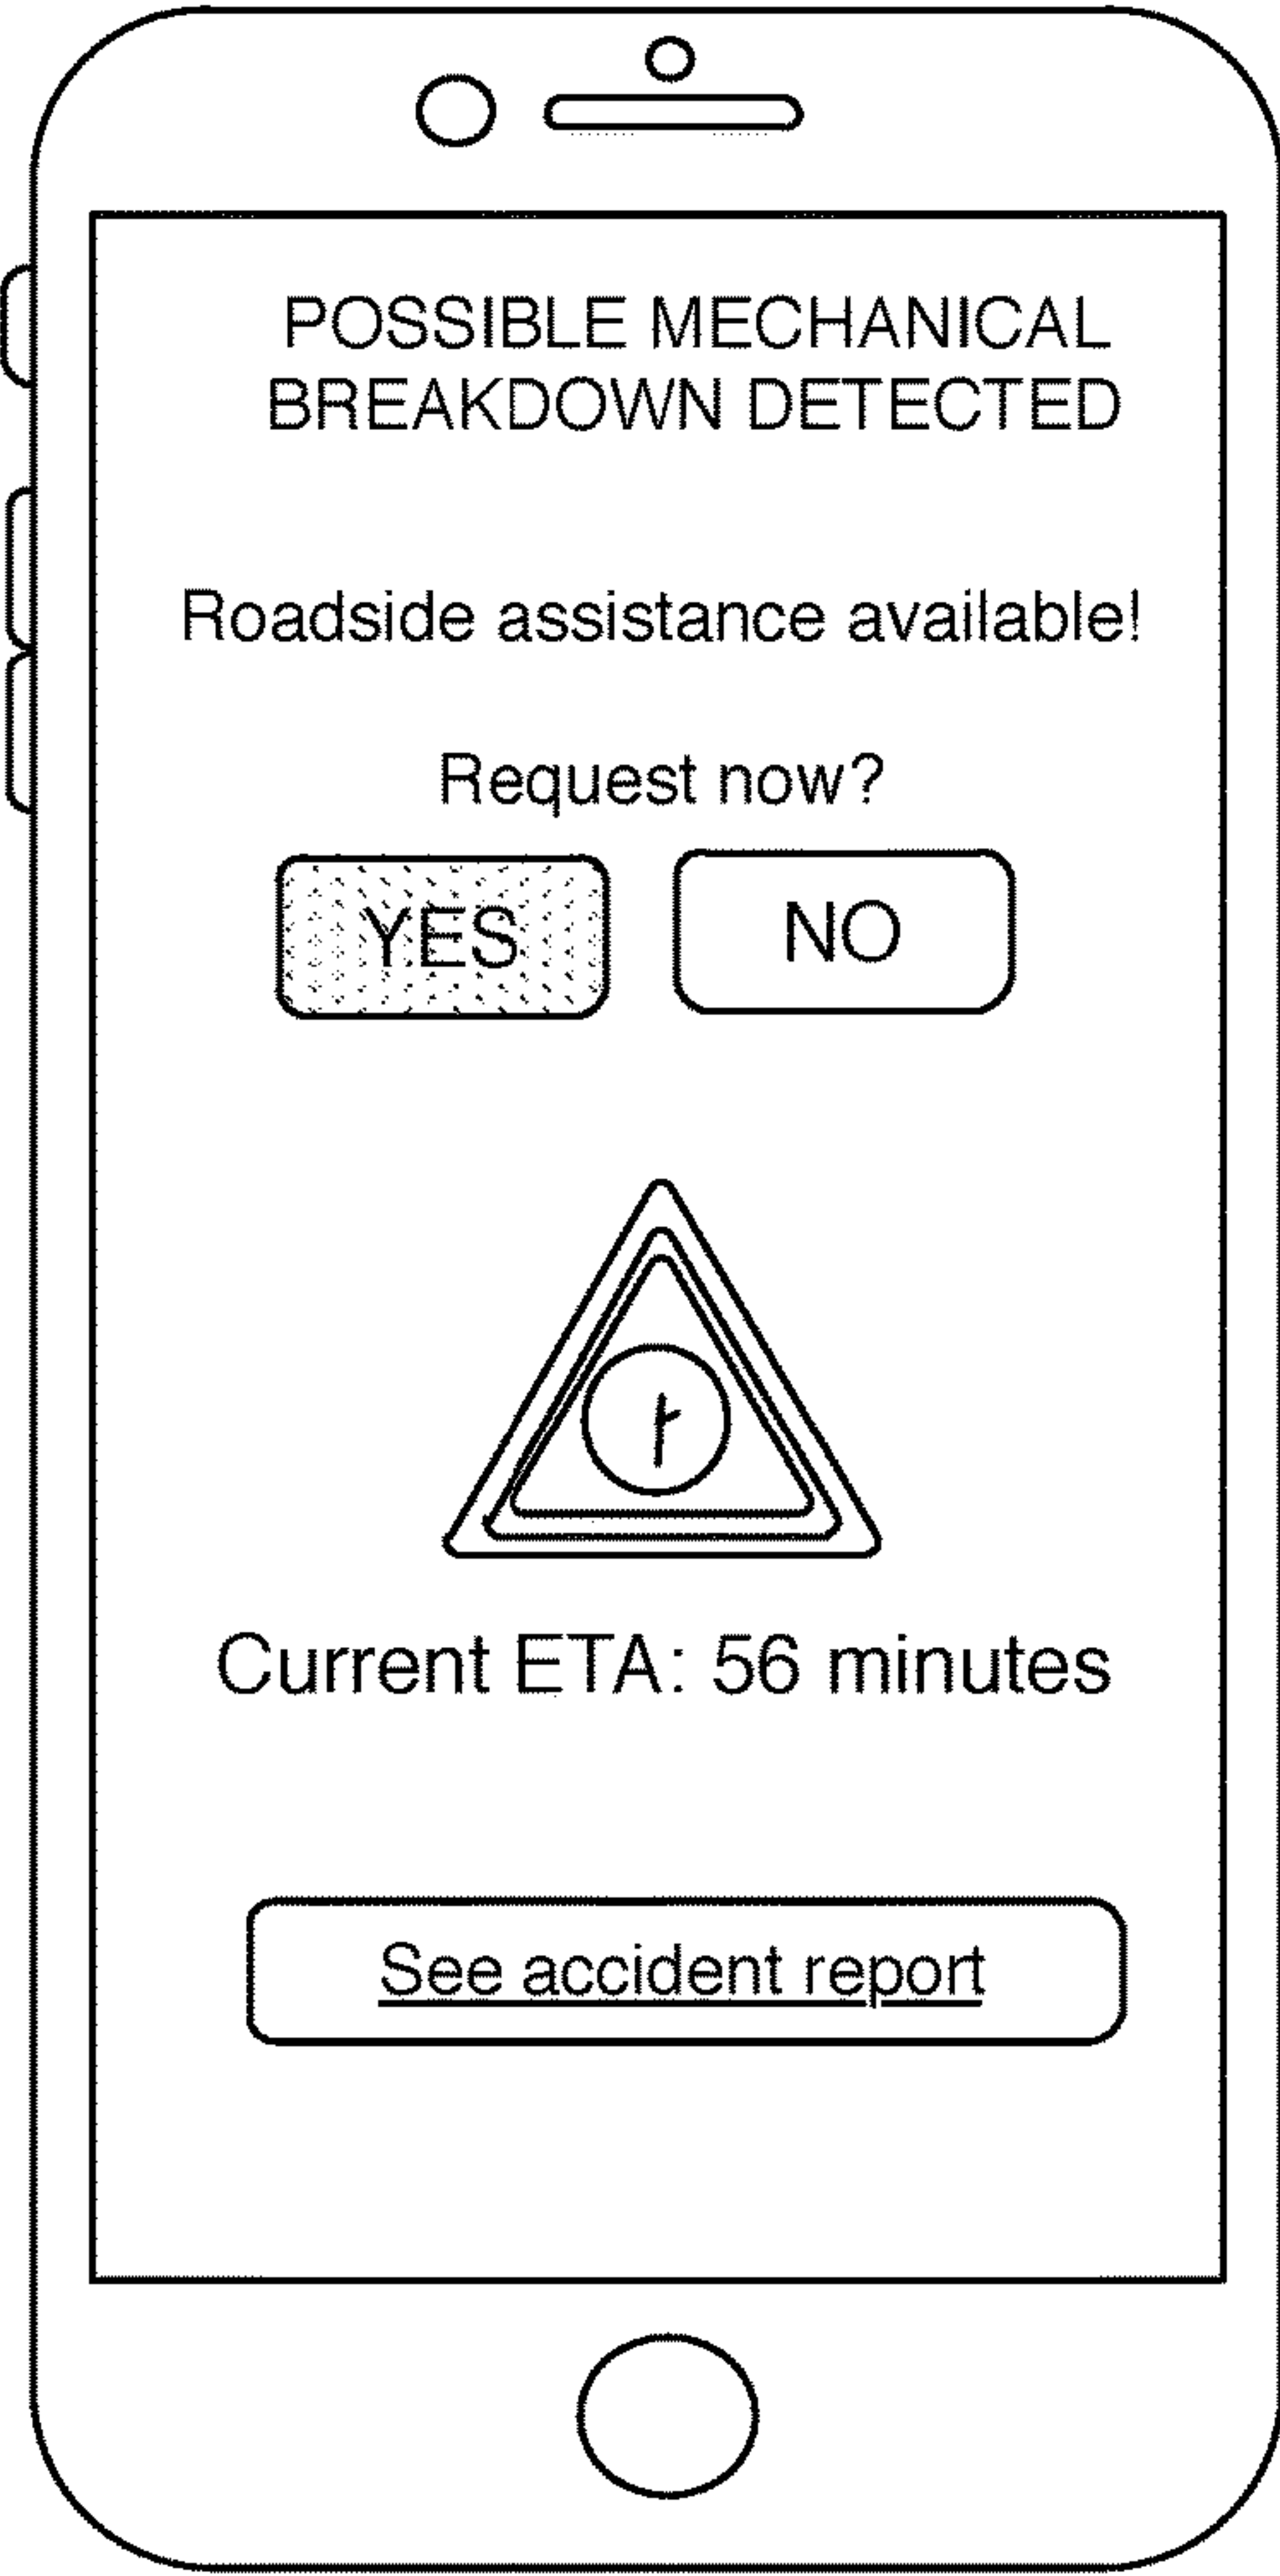 POSSIBLE MECHANICAL
BREAKDOWN DETECTED
Roadside assistance available!
Request now?
YES NO
Current ETA: 56 minutes
See accident report